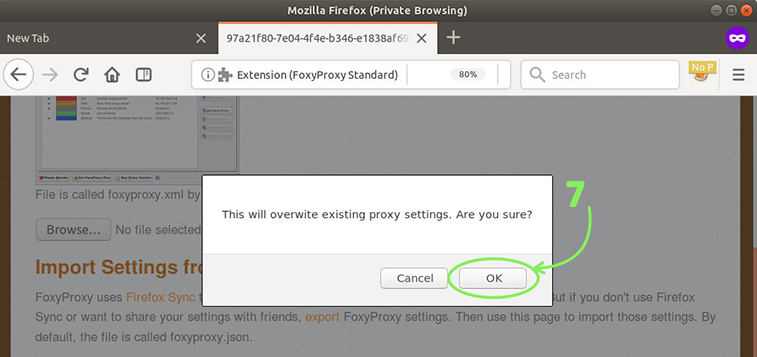 Mozilla Firefox (Private Browsing)
New Tab
97a21f80-7e04-4f4e-b346-e1838af69
Extension (FoxyProxy Standard)
80%
Search
No P
File is called foxyproxy.xml by
This will overwite existing proxy settings. Are you sure?
7
Browse... No file selected
Import Settings fro
Cancel
OK
FoxyProxy uses Firefox Sync t
But if you don't use Firefox
Sync or want to share your settings with friends, export FoxyProxy settings. Then use this page to import those settings. By
default, the file is called foxyproxy.json.